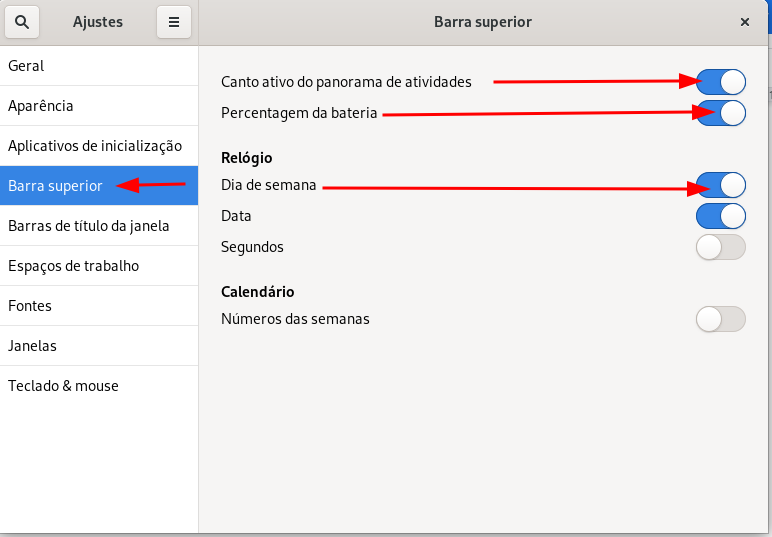 Ajustes
Barra superior
Geral
Aparência
Aplicativos de inicialização
Barra superior
Barras de título da janela
Espaços de trabalho
Fontes
Janelas
Teclado & mouse
Canto ativo do panorama de atividades
Percentagem da bateria
Relógio
Dia de semana
Data
Segundos
Calendário
Números das semanas